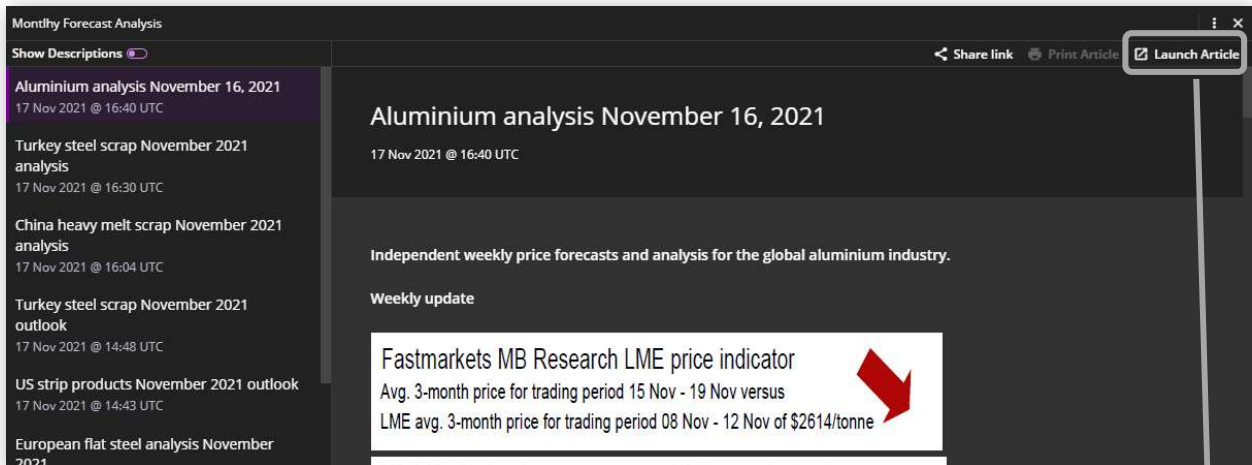 Montlhy Forecast Analysis
Show Descriptions
Share link
Print Article
Launch Article
Aluminium analysis November 16, 2021
17 Nov 2021 @ 16:40 UTC
Turkey steel scrap November 2021
analysis
17 Nov 2021 @ 16:30 UTC
China heavy melt scrap November 2021
analysis
17 Nov 2021 @ 16:04 UTC
Turkey steel scrap November 2021
outlook
17 Nov 2021 @ 14:48 UTC
US strip products November 2021 outlook
17 Nov 2021 @ 14:43 UTC
European flat steel analysis November
2021
Aluminium analysis November 16, 2021
17 Nov 2021 @ 16:40 UTC
Independent weekly price forecasts and analysis for the global aluminium industry.
Weekly update
Fastmarkets MB Research LME price indicator
Avg. 3-month price for trading period 15 Nov - 19 Nov versus
LME avg. 3-month price for trading period 08 Nov - 12 Nov of $2614/tonne